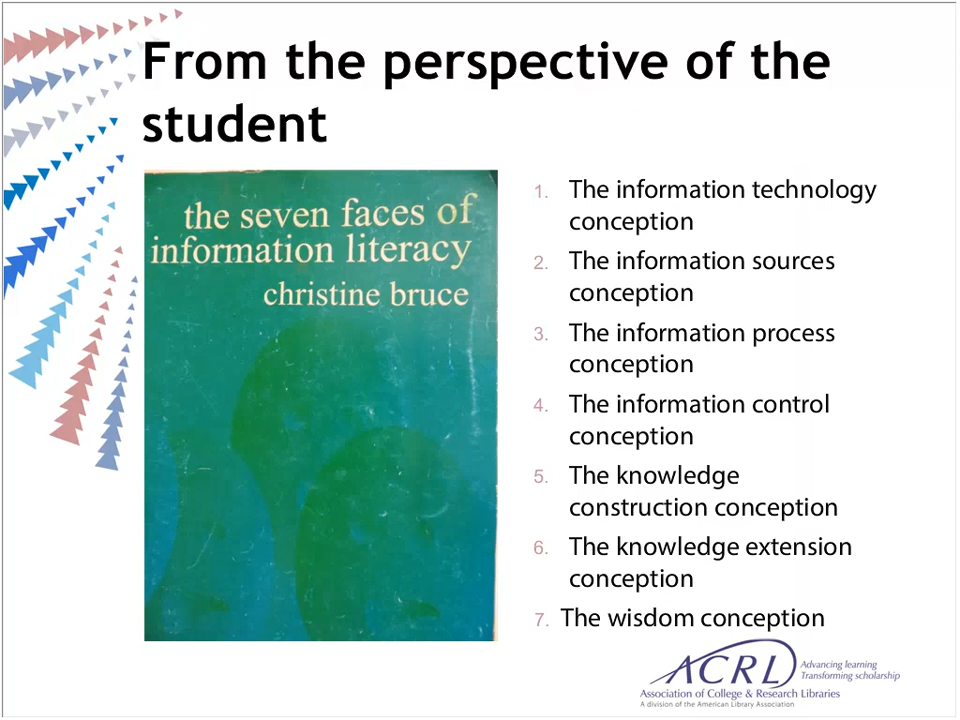 From the perspective of the
student
the seven faces of
information literacy
christine bruce
1. The information technology
conception
2. The information sources
conception
3. The information process
conception
4. The information control
conception
5. The knowledge
construction conception
6. The knowledge extension
conception
7. The wisdom conception
ACRL
Advancing learning
Transforming scholarship
Association of College & Research Libraries
A division of the American Library Association